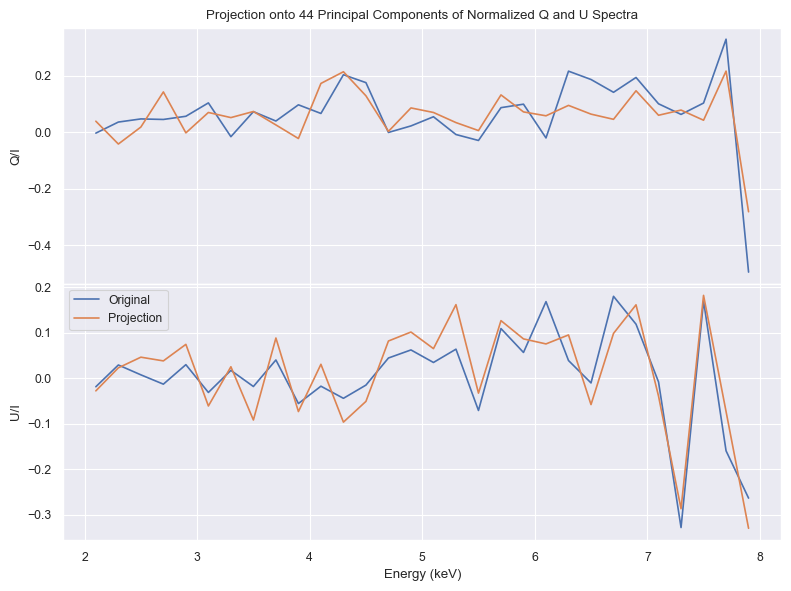 Projection onto 44 Principal Components of Normalized Q and U Spectra
0.2
0.0
−0.2
−0.4
Q/I
Original
Projection
0.2
0.1
0.0
−0.1
−0.2
−0.3
U/I
2 3 4 5 6 7 8
Energy (keV)